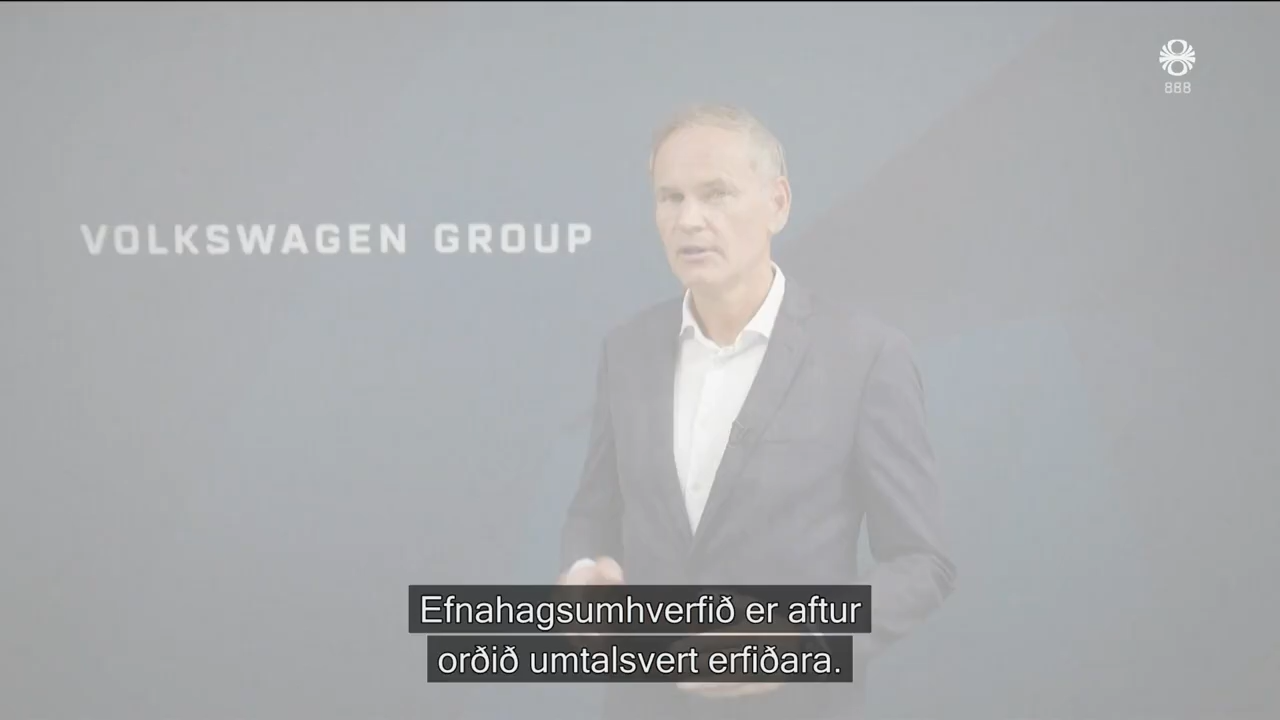 888
VOLKSWAGEN GROUP
Efnahagsumhverfið er aftur
orðið umtalsvert erfiðara.